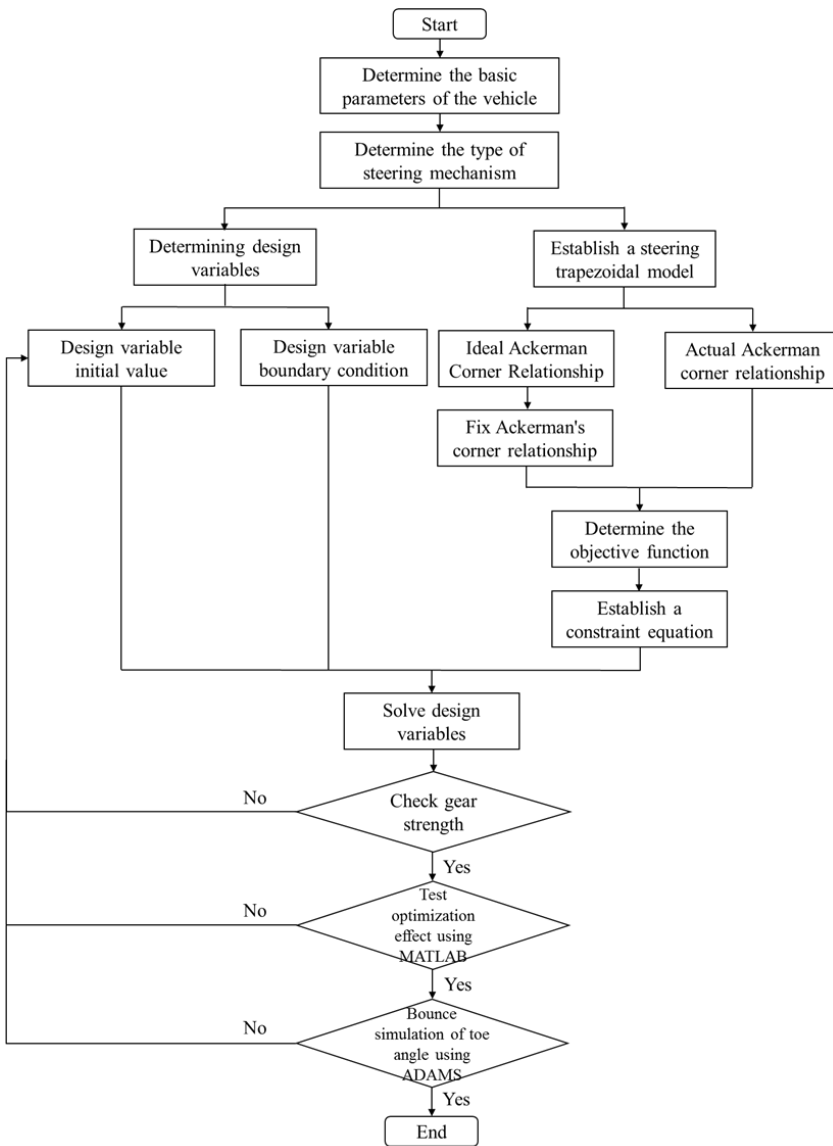 Start
Determine the basic
parameters of the vehicle
Determine the type of
steering mechanism
Determining design
variables
Establish a steering
trapezoidal model
Design variable
initial value
Design variable
boundary condition
Ideal Ackerman
Corner Relationship
Actual Ackerman
corner relationship
Fix Ackerman's
corner relationship
Determine the
objective function
Establish a
constraint equation
Solve design
variables
Check gear
strength
No
Yes
Test
optimization
effect using
MATLAB
No
Yes
Bounce
simulation of toe
angle using
ADAMS
No
Yes
End